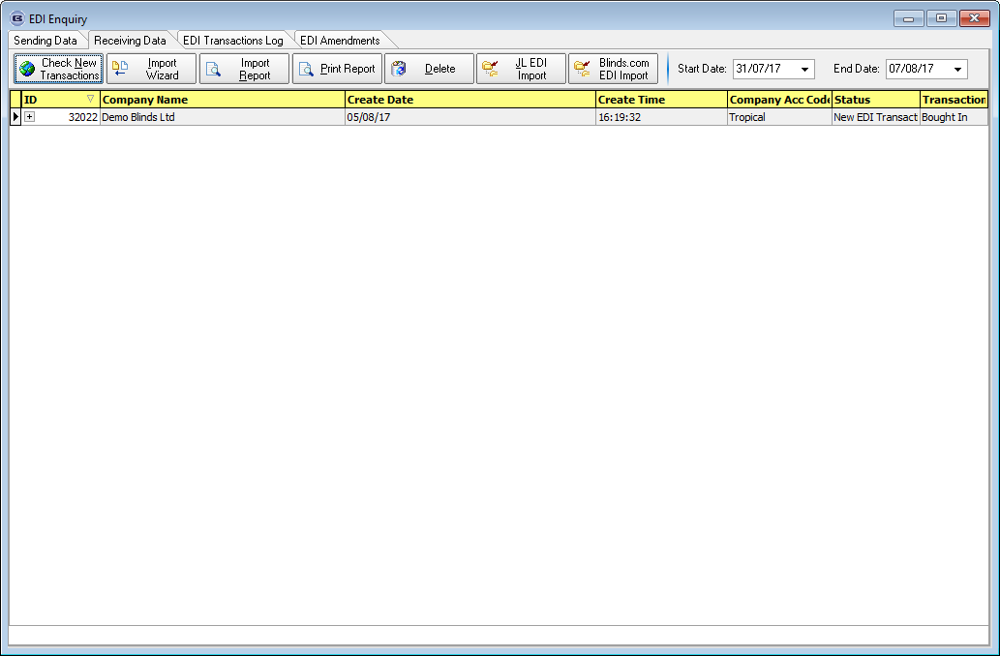 EDI Enquiry
Sending Data Receiving Data EDI Transactions Log EDI Amendments
Check New Transactions Import Wizard Import Report Print Report Delete JL EDI Import Blinds.com EDI Import Start Date: 31/07/17 End Date: 07/08/17
ID Company Name Create Date Create Time Company Acc Code Status Transaction
32022 Demo Blinds Ltd 05/08/17 16:19:32 Tropical New EDI Transact Bought In